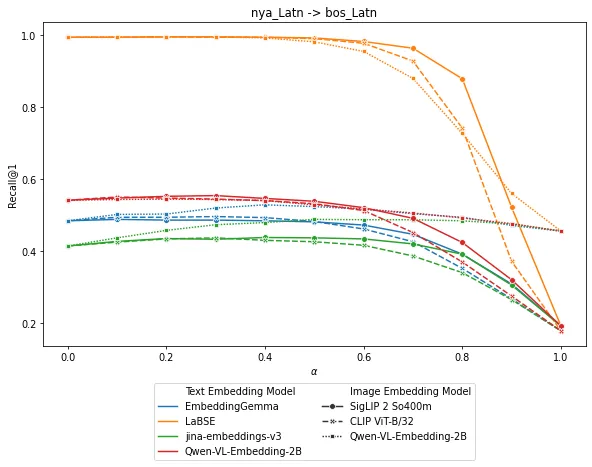 nya_Latn -> bos_Latn
Recall@1
1.0
0.8
0.6
0.4
0.2
0.0 0.2 0.4 0.6 0.8 1.0
α
Text Embedding Model Image Embedding Model
EmbeddingGemma SigLIP 2 So400m
LaBSE CLIP ViT-B/32
jina-embeddings-v3 Qwen-VL-Embedding-2B
Qwen-VL-Embedding-2B